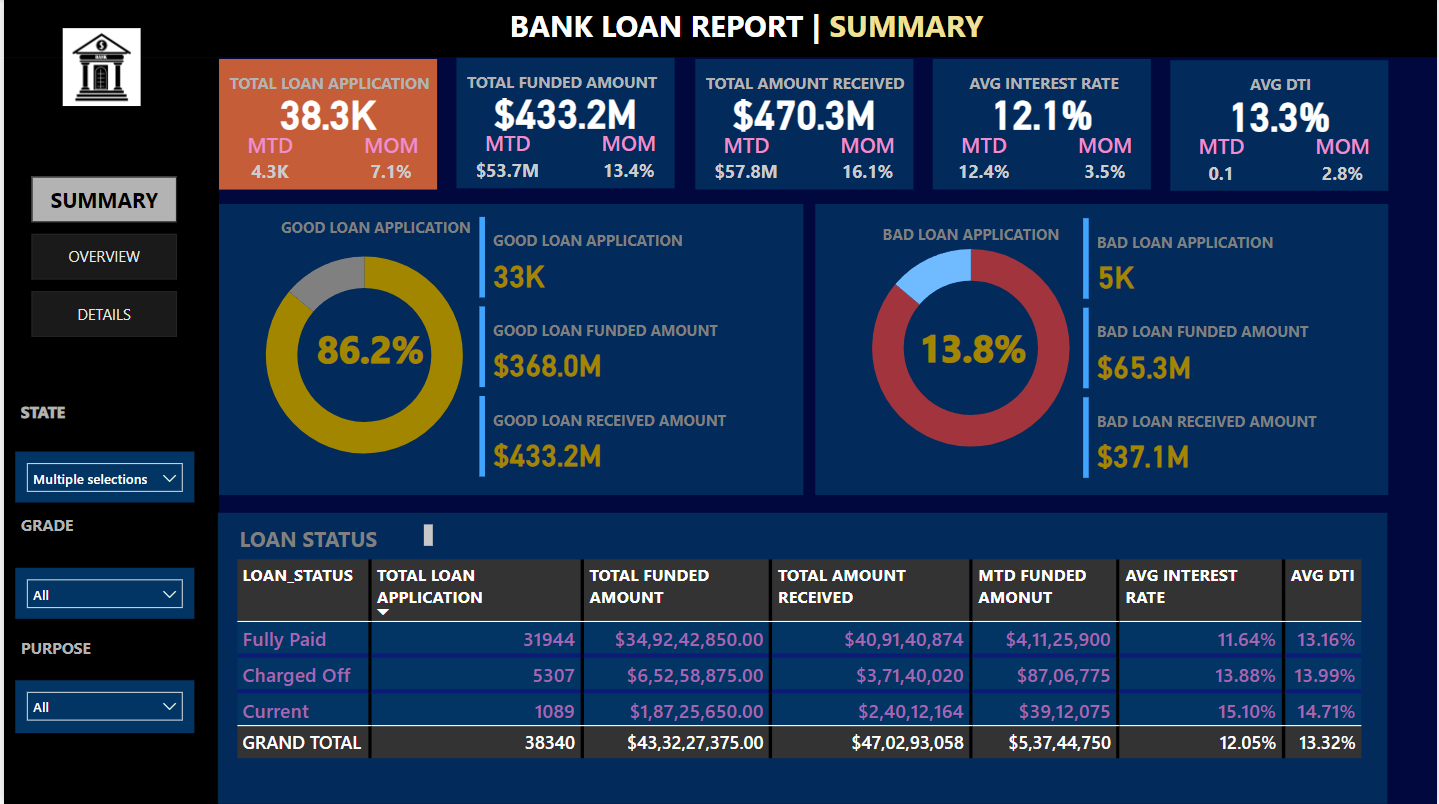 BANK LOAN REPORT | SUMMARY
BANK
TOTAL LOAN APPLICATION
38.3K
MTD MOM
4.3K 7.1%
TOTAL FUNDED AMOUNT
$433.2M
MTD MOM
$53.7M 13.4%
TOTAL AMOUNT RECEIVED
$470.3M
MTD MOM
$57.8M 16.1%
AVG INTEREST RATE
12.1%
MTD MOM
12.4% 3.5%
AVG DTI
13.3%
MTD MOM
0.1 2.8%
SUMMARY
OVERVIEW
DETAILS
STATE
Multiple selections
GRADE
All
PURPOSE
All
GOOD LOAN APPLICATION
86.2%
GOOD LOAN APPLICATION
33K
GOOD LOAN FUNDED AMOUNT
$368.0M
GOOD LOAN RECEIVED AMOUNT
$433.2M
BAD LOAN APPLICATION
13.8%
BAD LOAN APPLICATION
5K
BAD LOAN FUNDED AMOUNT
$65.3M
BAD LOAN RECEIVED AMOUNT
$37.1M
LOAN STATUS
LOAN_STATUS TOTAL LOAN APPLICATION TOTAL FUNDED AMOUNT TOTAL AMOUNT RECEIVED MTD FUNDED AMONUT AVG INTEREST RATE AVG DTI
Fully Paid 31944 $34,92,42,850.00 $40,91,40,874 $4,11,25,900 11.64% 13.16%
Charged Off 5307 $6,52,58,875.00 $3,71,40,020 $87,06,775 13.88% 13.99%
Current 1089 $1,87,25,650.00 $2,40,12,164 $39,12,075 15.10% 14.71%
GRAND TOTAL 38340 $43,32,27,375.00 $47,02,93,058 $5,37,44,750 12.05% 13.32%